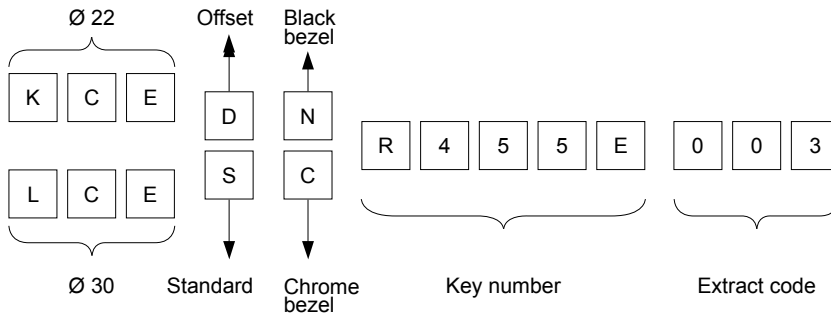 Ø 22
Offset
Black
bezel
K C E
D
N
R 4 5 5 E
0 0 3
L C E
S
C
Ø 30
Standard
Chrome
bezel
Key number
Extract code